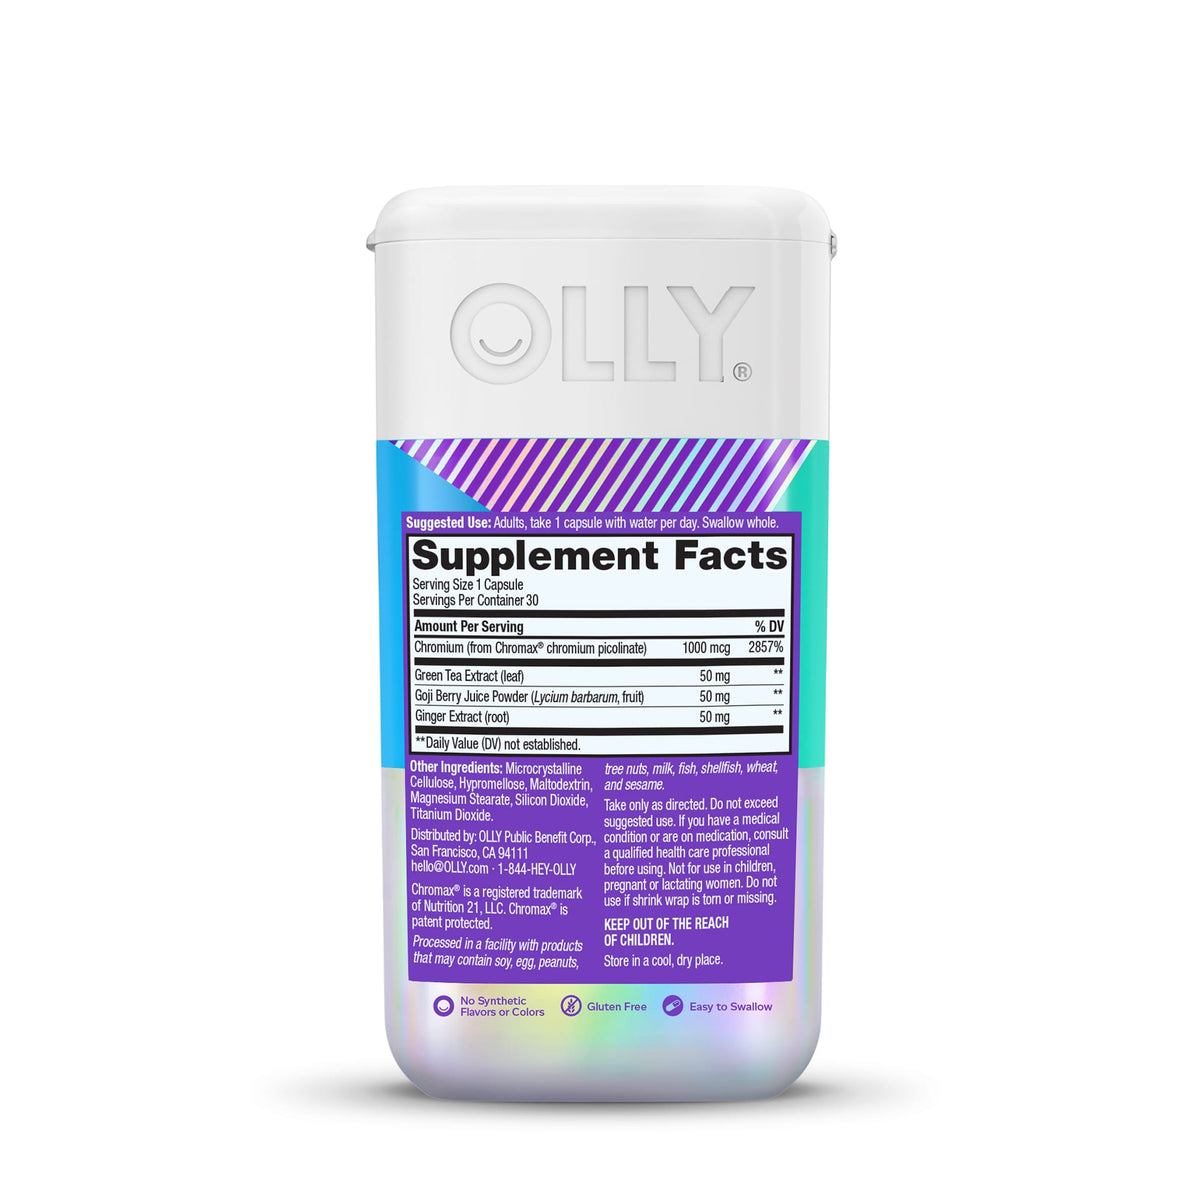 OLLY®
Suggested Use: Adults, take 1 capsule with water per day. Swallow whole.
Supplement Facts
Serving Size 1 Capsule
Servings Per Container 30
Amount Per Serving % DV
Chromium (from Chromax® chromium picolinate) 1000 mcg 2857%
Green Tea Extract (leaf) 50 mg **
Goji Berry Juice Powder (Lycium barbarum, fruit) 50 mg **
Ginger Extract (root) 50 mg **
**Daily Value (DV) not established.
Other Ingredients: Microcrystalline
Cellulose, Hypromellose, Maltodextrin,
Magnesium Stearate, Silicon Dioxide,
Titanium Dioxide.
Distributed by: OLLY Public Benefit Corp.,
San Francisco, CA 94111
hello@OLLY.com · 1-844-HEY-OLLY
Chromax® is a registered trademark
of Nutrition 21, LLC. Chromax® is
patent protected.
Processed in a facility with products
that may contain soy, egg, peanuts,
tree nuts, milk, fish, shellfish, wheat,
and sesame.
Take only as directed. Do not exceed
suggested use. If you have a medical
condition or are on medication, consult
a qualified health care professional
before using. Not for use in children,
pregnant or lactating women. Do not
use if shrink wrap is torn or missing.
KEEP OUT OF THE REACH
OF CHILDREN.
Store in a cool, dry place.
No Synthetic
Flavors or Colors
Gluten Free
Easy to Swallow